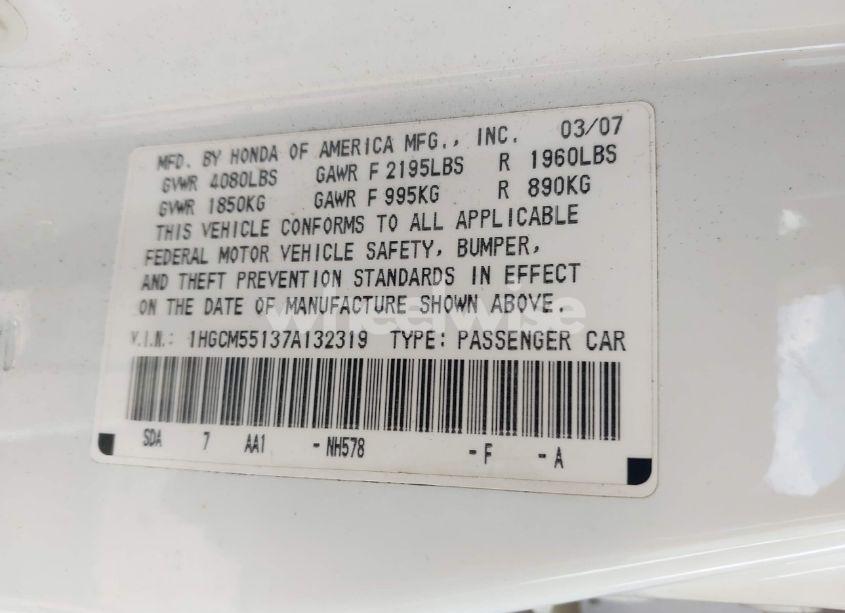 MFD. BY HONDA OF AMERICA MFG., INC. 03/07
GVWR 4080LBS GAWR F 2195LBS R 1960LBS
GVWR 1850KG GAWR F 995KG R 890KG
THIS VEHICLE CONFORMS TO ALL APPLICABLE
FEDERAL MOTOR VEHICLE SAFETY, BUMPER,
AND THEFT PREVENTION STANDARDS IN EFFECT
ON THE DATE OF MANUFACTURE SHOWN ABOVE.
wheelwise
V.I.N.: 1HGCM55137A132319 TYPE: PASSENGER CAR
SDA 7 AA1 -NH578 -F -A